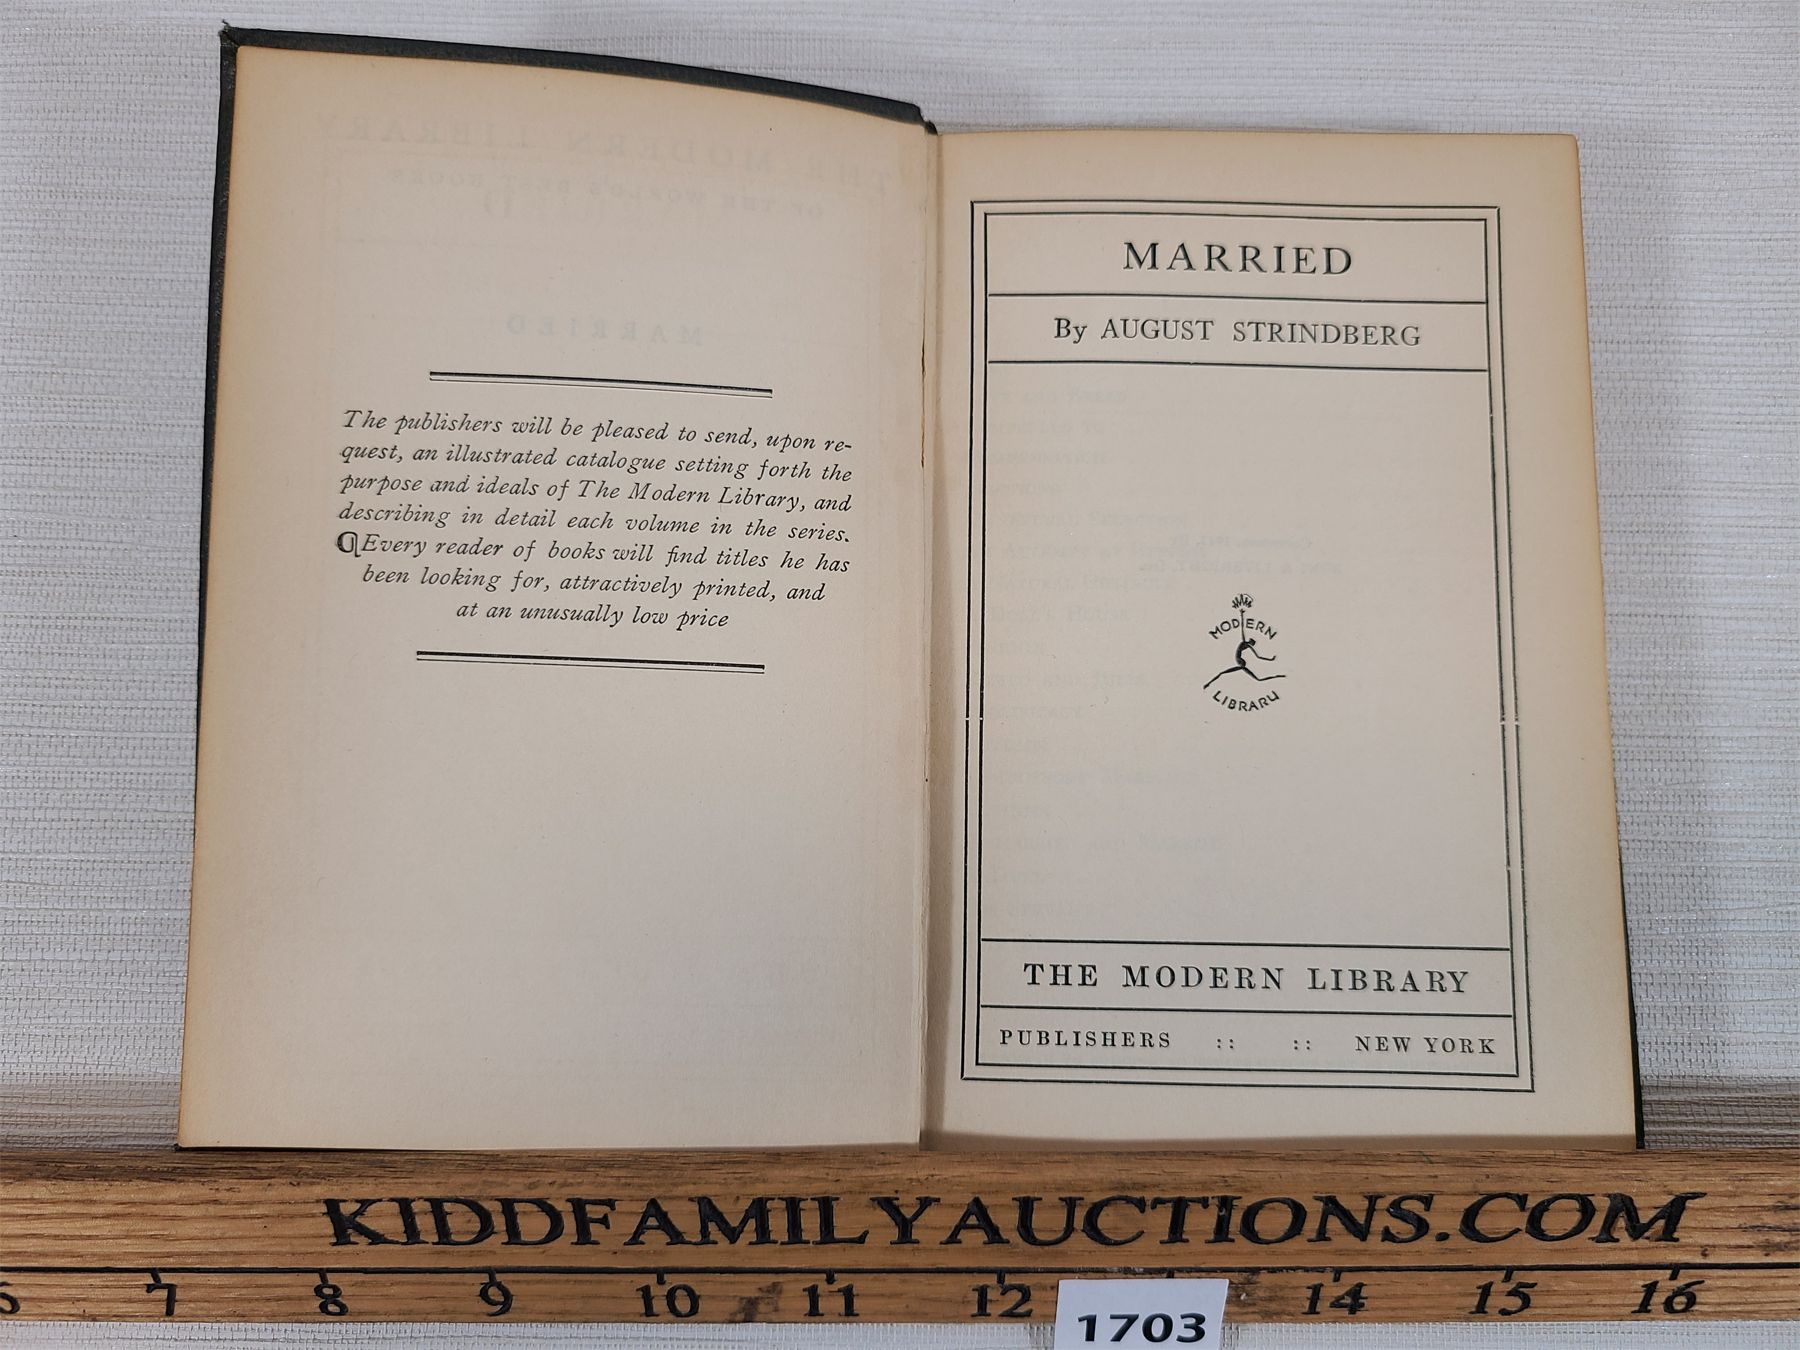 The publishers will be pleased to send, upon re-
quest, an illustrated catalogue setting forth the
purpose and ideals of The Modern Library, and
describing in detail each volume in the series.
Every reader of books will find titles he has
been looking for, attractively printed, and
at an unusually low price
MARRIED
By AUGUST STRINDBERG
MODERN
LIBRARY
THE MODERN LIBRARY
PUBLISHERS :: :: NEW YORK
KIDDFAMILYAUCTIONS.COM
6 7 8 9 10 11 12 14 15 16
1703